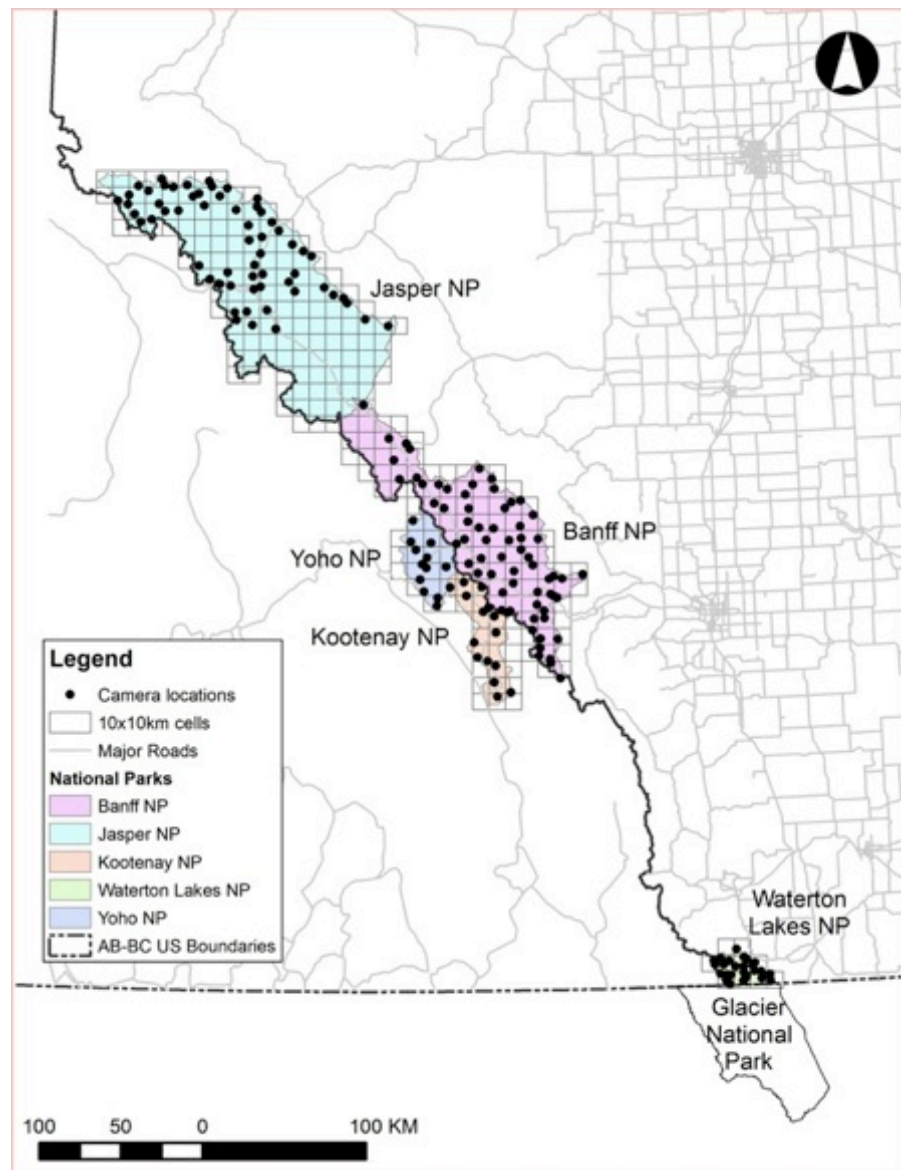 Jasper NP
Banff NP
Yoho NP
Kootenay NP
Legend
Camera locations
10x10km cells
Major Roads
National Parks
Banff NP
Jasper NP
Kootenay NP
Waterton Lakes NP
Yoho NP
AB-BC US Boundaries
Waterton
Lakes NP
Glacier
National
Park
100 50 0 100 KM